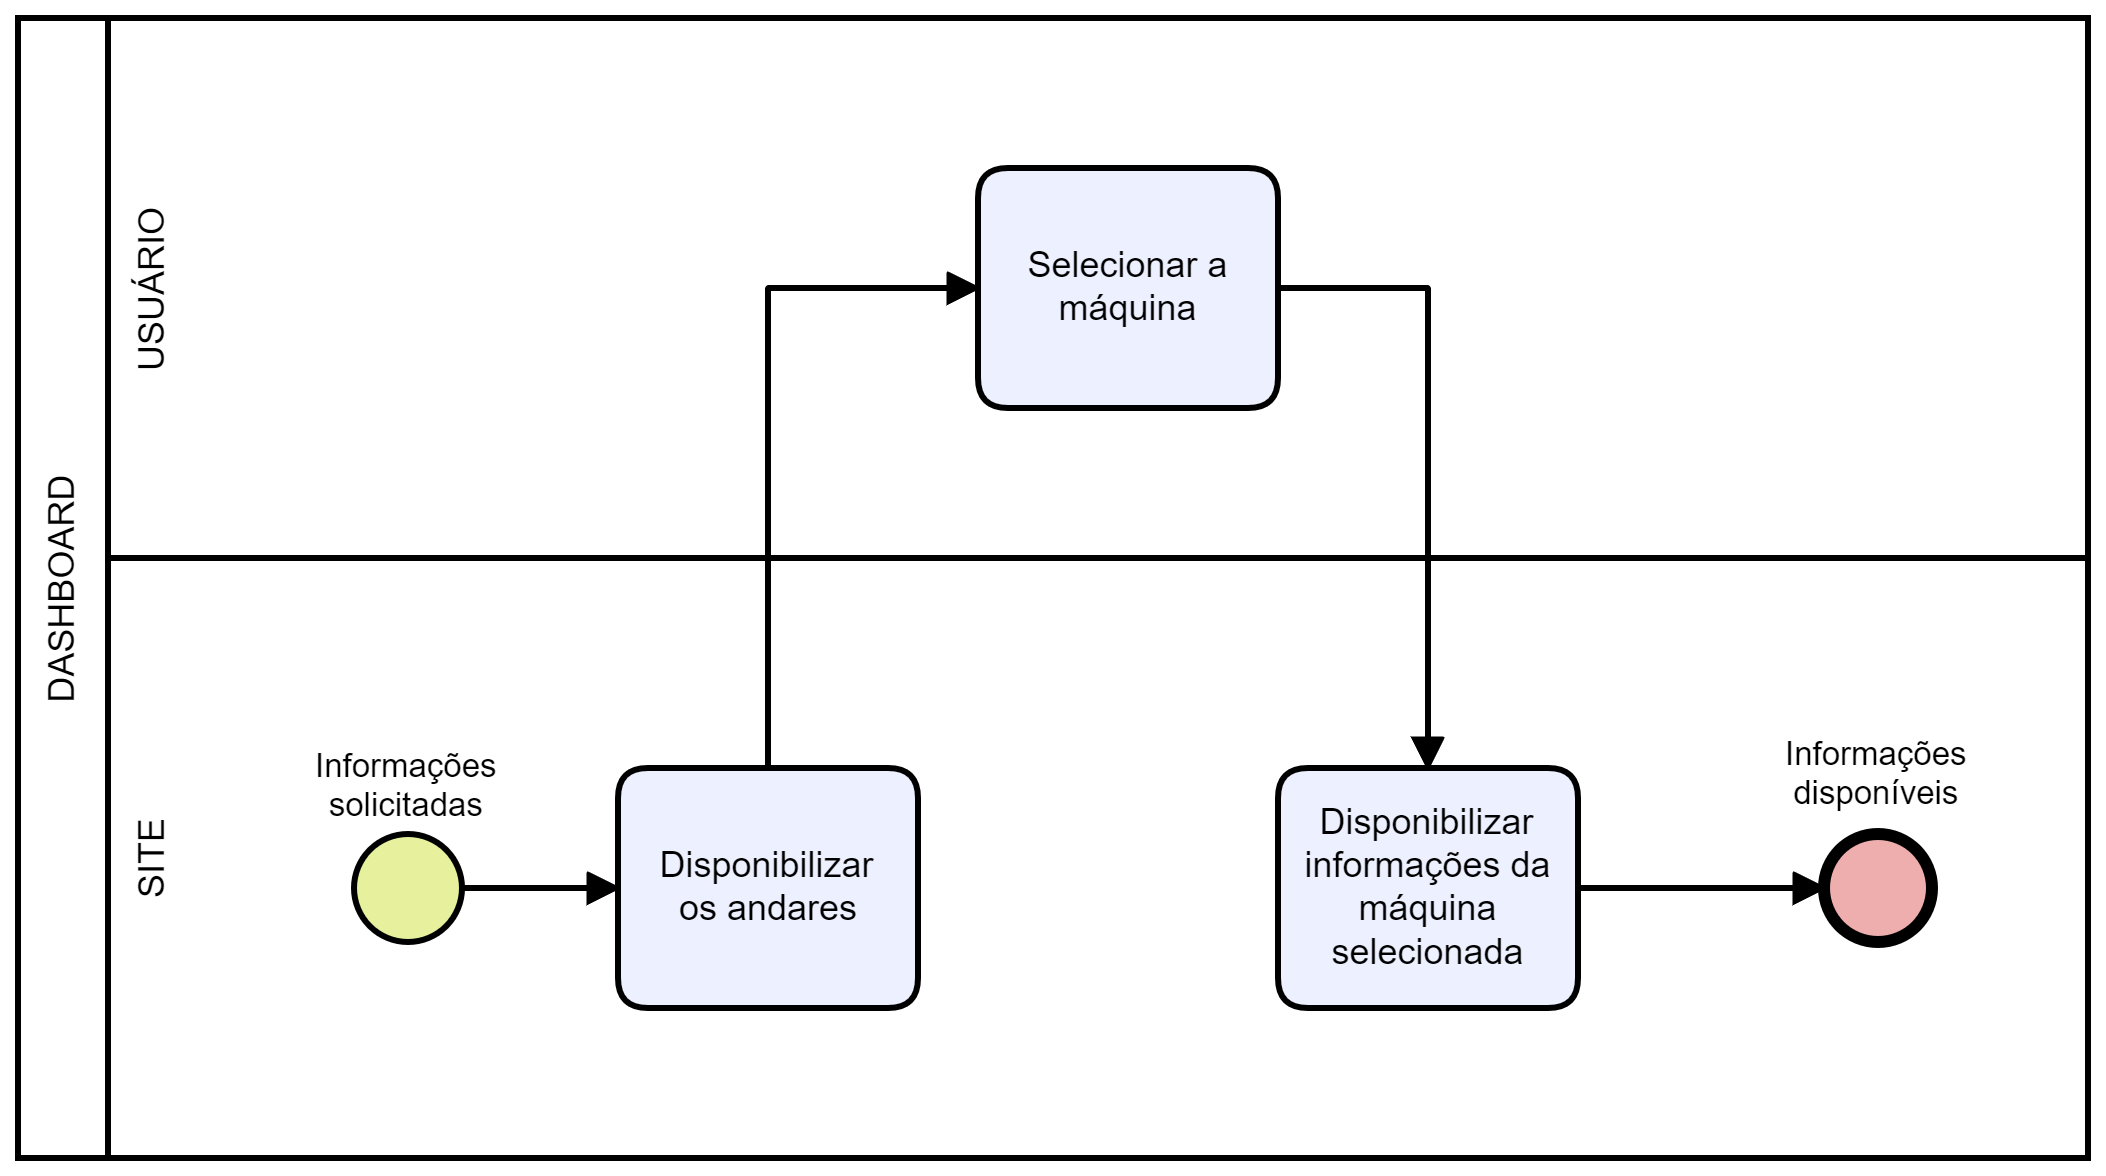 DASHBOARD
USUÁRIO
Selecionar a
máquina
SITE
Informações
solicitadas
Disponibilizar
os andares
Disponibilizar
informações da
máquina
selecionada
Informações
disponíveis